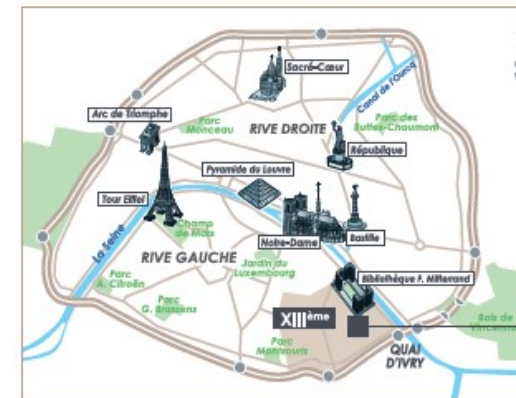 Sacré-Cœur
Canal de l'Ourcq
Arc de Triomphe
Parc
Monceau
RIVE DROITE
Parc des
Buttes-Chaumont
République
Pyramide du Louvre
Tour Eiffel
La Seine
Champ
de Mars
Notre-Dame
Bastille
RIVE GAUCHE
Jardin du
Luxembourg
Bibliothèque F. Mitterrand
Parc
A. Citroën
Parc
G. Brassens
XIIIème
Bois de
Vincennes
Parc
Montsouris
QUAI
D'IVRY